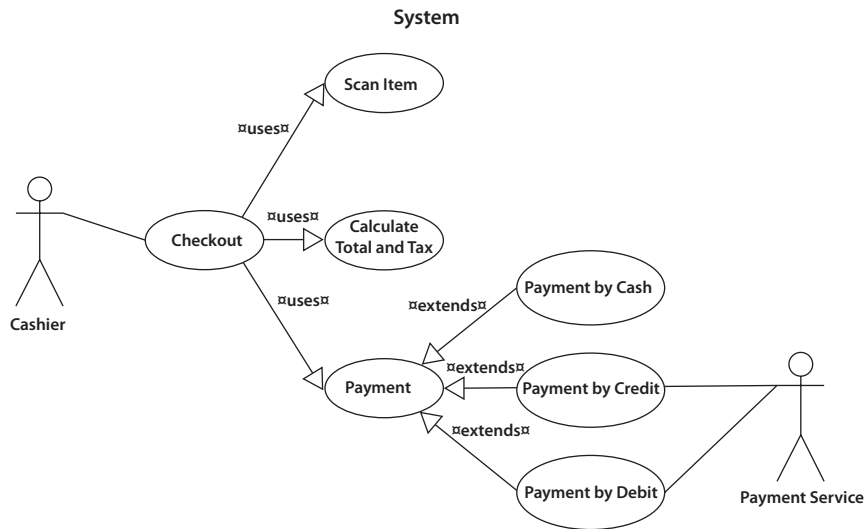 System
Scan Item
¤uses¤
¤uses¤
Calculate
Total and Tax
Checkout
Cashier
¤uses¤
Payment by Cash
¤extends¤
¤extends¤
Payment
Payment by Credit
¤extends¤
Payment by Debit
Payment Service